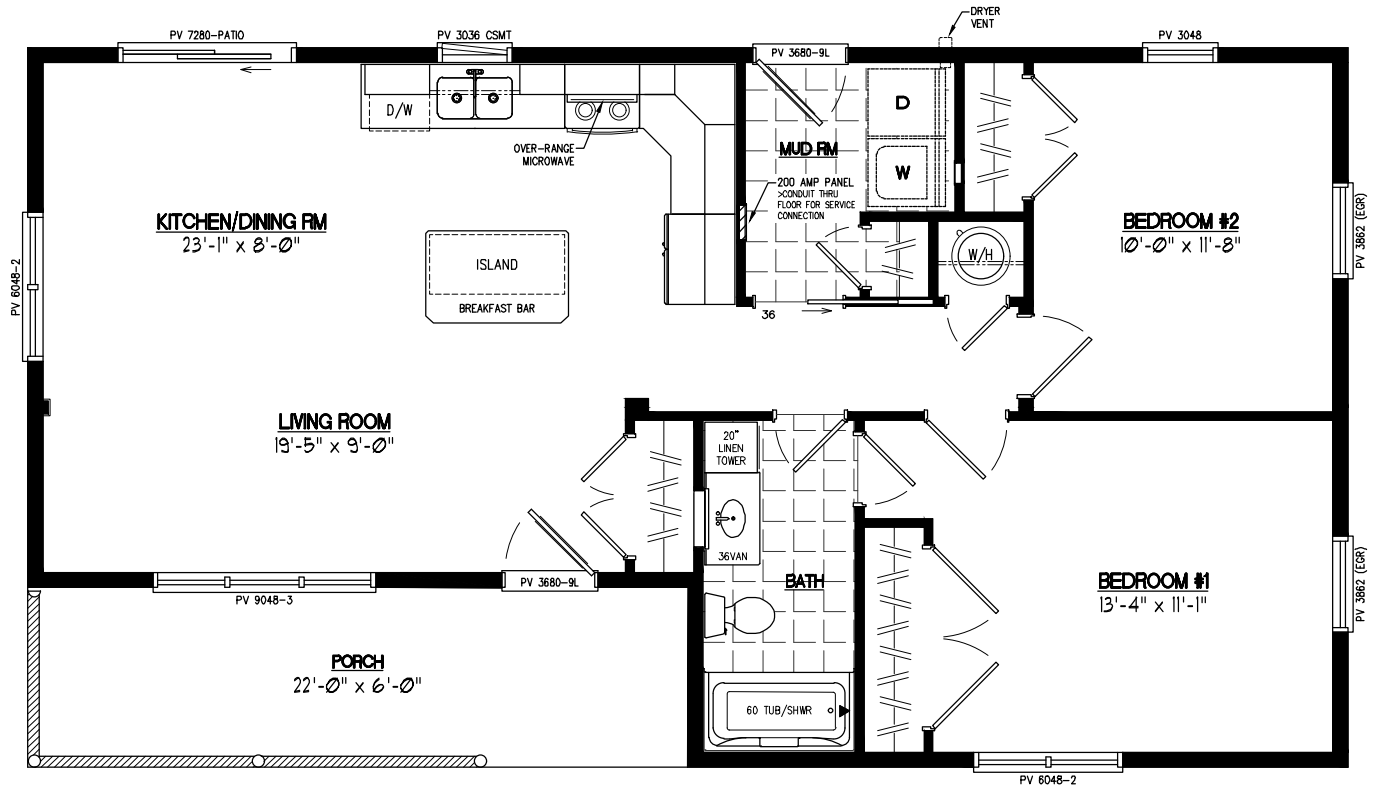 DRYER
VENT
PV 7280-PATIO
PV 3036 CSMT
PV 3680-9L
PV 3048
D/W
OVER-RANGE
MICROWAVE
MUD RM
D
W
200 AMP PANEL
>CONDUIT THRU
FLOOR FOR SERVICE
CONNECTION
KITCHEN/DINING RM
23'-1" x 8'-0"
ISLAND
BREAKFAST BAR
W/H
BEDROOM #2
10'-0" x 11'-8"
PV 3862 (EGR)
PV 6048-2
36
LIVING ROOM
19'-5" x 9'-0"
20"
LINEN
TOWER
36VAN
BATH
PV 3680-9L
PV 9048-3
BEDROOM #1
13'-4" x 11'-1"
PV 3862 (EGR)
PORCH
22'-0" x 6'-0"
60 TUB/SHWR
PV 6048-2